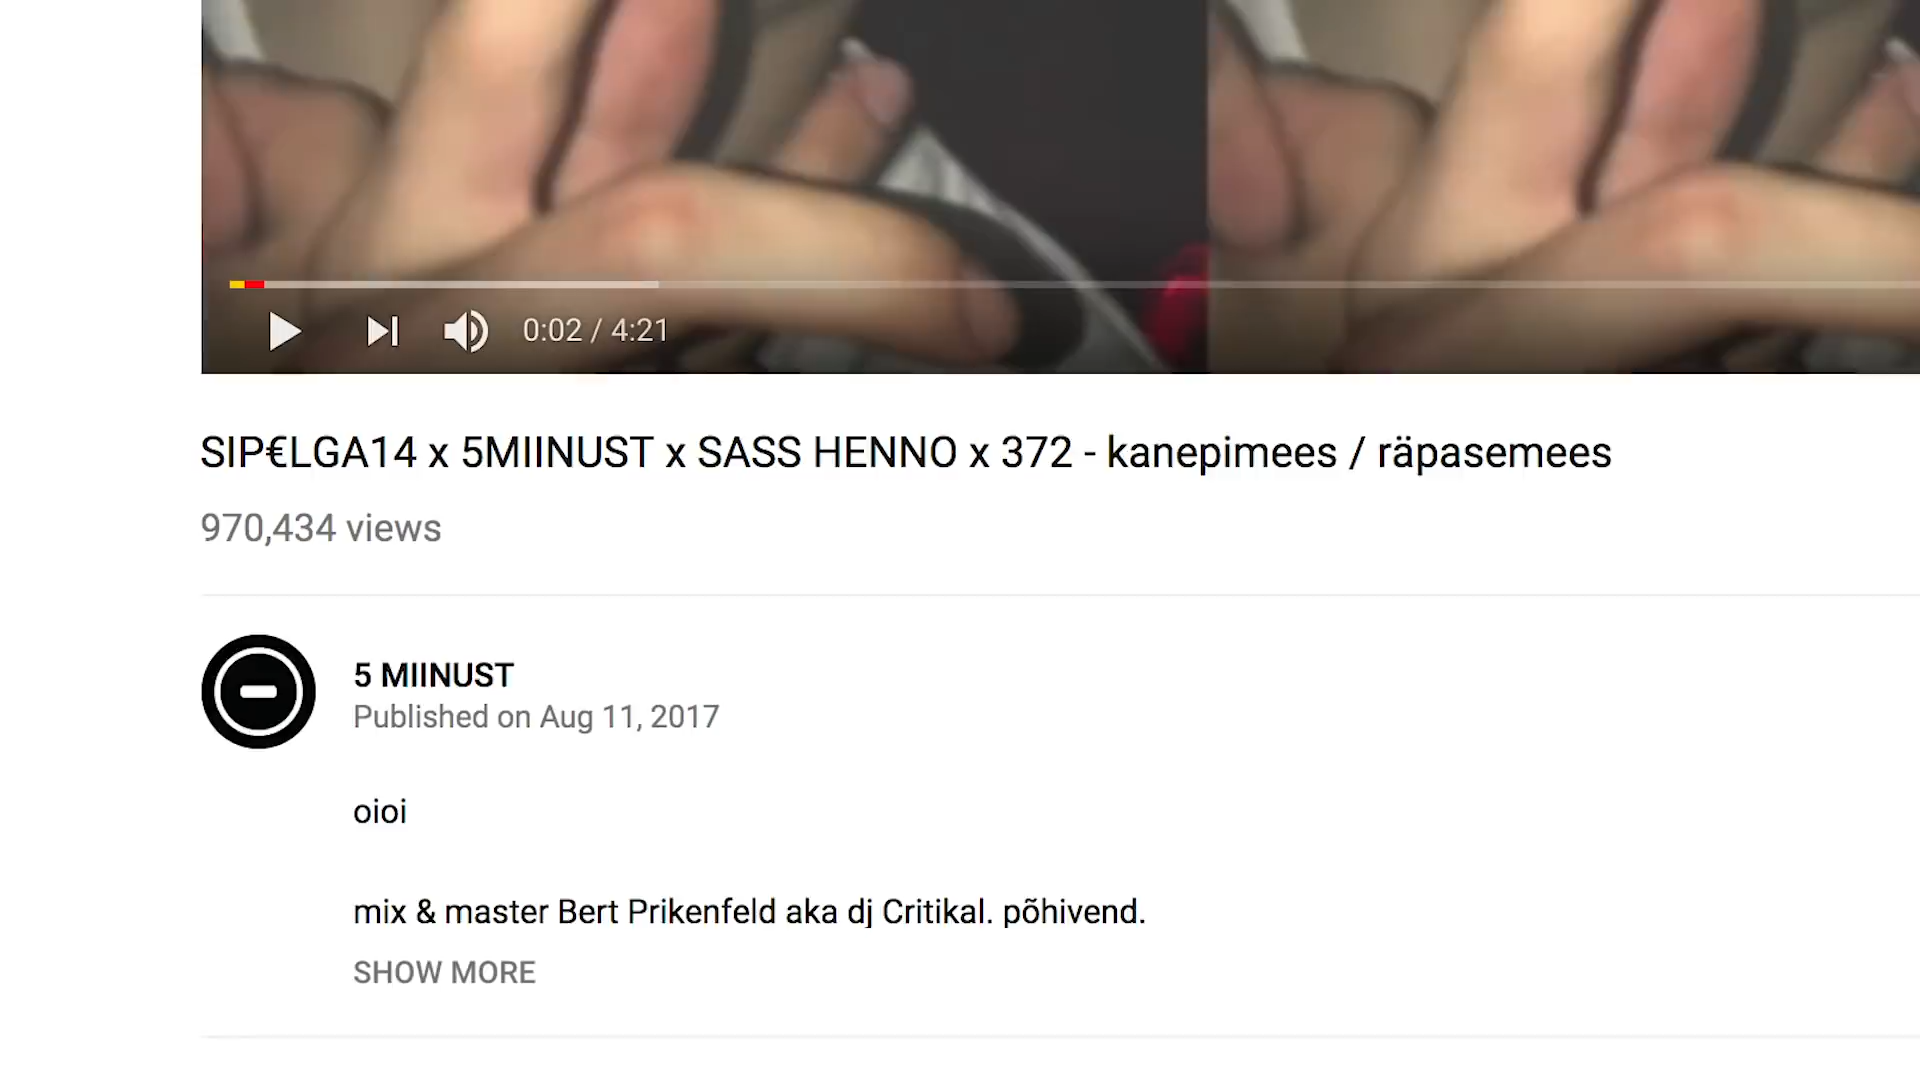 0:02 / 4:21
SIP€LGA14 x 5MIINUST x SASS HENNO x 372 - kanepimees / räpasemees
970,434 views
5 MIINUST
Published on Aug 11, 2017
oioi
mix & master Bert Prikenfeld aka dj Critikal. põhivend.
SHOW MORE